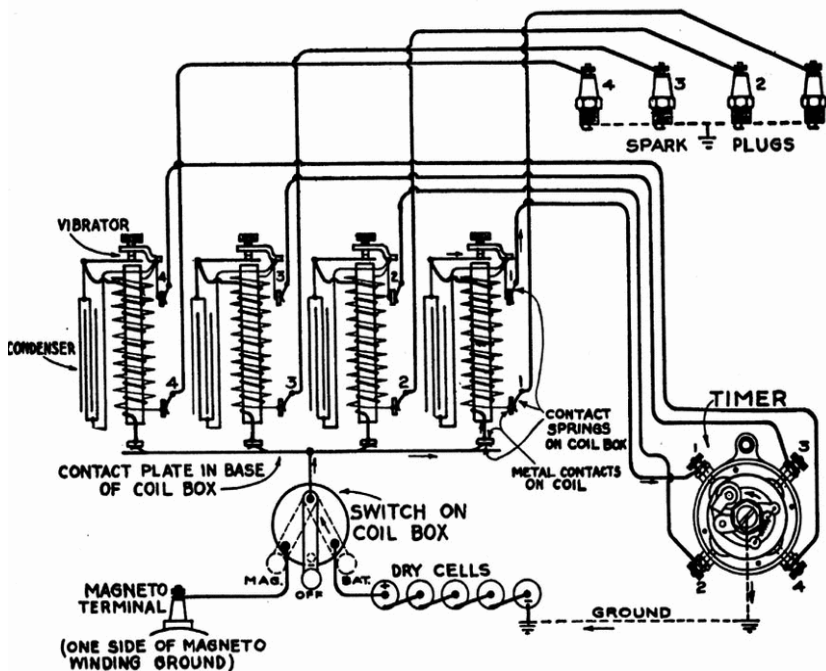 4
3
2
SPARK PLUGS
VIBRATOR
4
3
2
1
CONDENSER
4
3
2
1
CONTACT
SPRINGS
ON COIL BOX
METAL CONTACTS
ON COIL
CONTACT PLATE IN BASE
OF COIL BOX
TIMER
1
3
2
4
SWITCH ON
COIL BOX
MAG.
OFF
BAT.
DRY CELLS
+
-
MAGNETO
TERMINAL
(ONE SIDE OF MAGNETO
WINDING GROUND)
GROUND